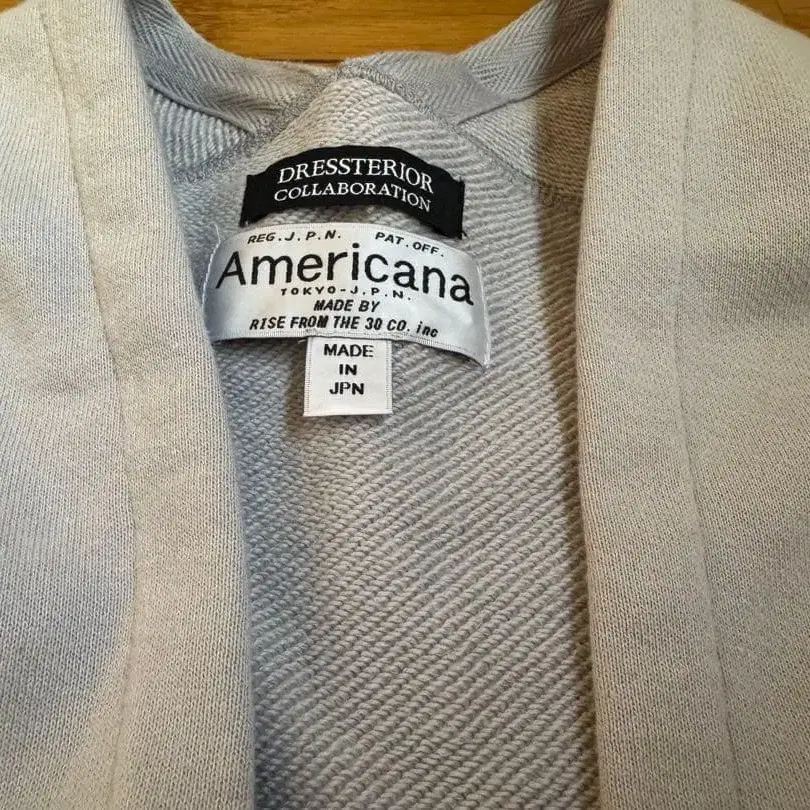 DRESSTERIOR
COLLABORATION
REG.J.P.N. PAT.OFF.
Americana
TOKYO-J.P.N.
MADE BY
RISE FROM THE 30 CO. inc
MADE
IN
JPN